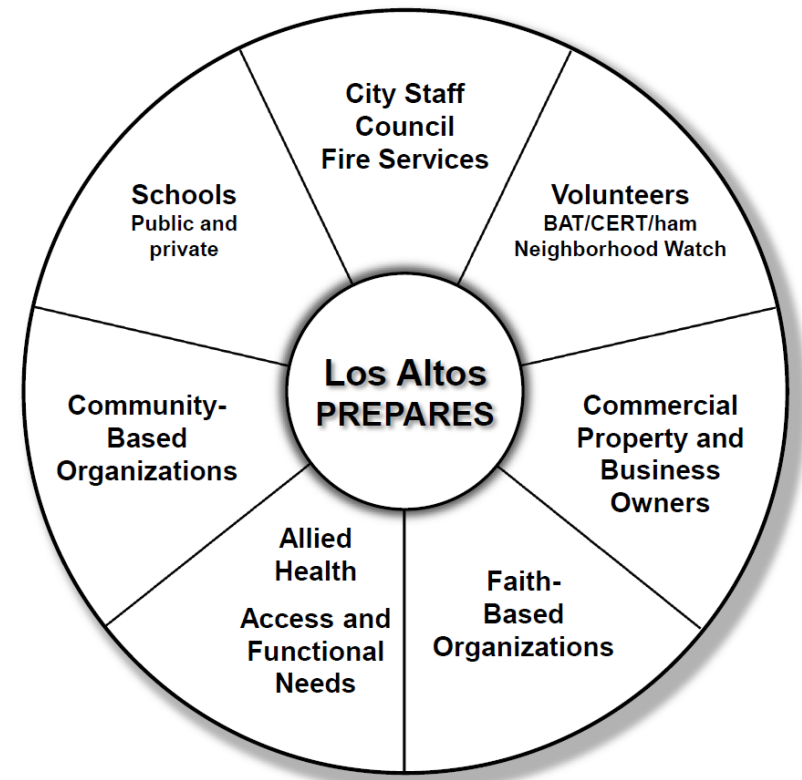 City Staff
Council
Fire Services
Volunteers
BAT/CERT/ham
Neighborhood Watch
Commercial
Property and
Business
Owners
Faith-
Based
Organizations
Allied
Health
Access and
Functional
Needs
Community-
Based
Organizations
Schools
Public and
private
Los Altos
PREPARES